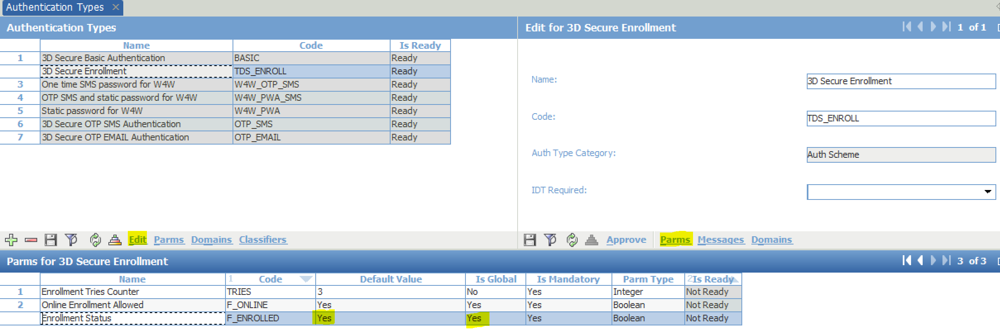 Authentication Types
Authentication Types
Name Code Is Ready
1 3D Secure Basic Authentication BASIC Ready
3D Secure Enrollment TDS_ENROLL Ready
3 One time SMS password for W4W W4W_OTP_SMS Ready
4 OTP SMS and static password for W4W W4W_PWA_SMS Ready
5 Static password for W4W W4W_PWA Ready
6 3D Secure OTP SMS Authentication OTP_SMS Ready
7 3D Secure OTP EMAIL Authentication OTP_EMAIL Ready
Edit Parms Domains Classifiers
Edit for 3D Secure Enrollment 1 of 1
Name: 3D Secure Enrollment
Code: TDS_ENROLL
Auth Type Category: Auth Scheme
IDT Required:
Approve Parms Messages Domains
Parms for 3D Secure Enrollment 3 of 3
Name 1 Code Default Value Is Global Is Mandatory Parm Type 2 Is Ready
1 Enrollment Tries Counter TRIES 3 No Yes Integer Not Ready
2 Online Enrollment Allowed F_ONLINE Yes Yes Yes Boolean Not Ready
Enrollment Status F_ENROLLED Yes Yes Yes Boolean Not Ready